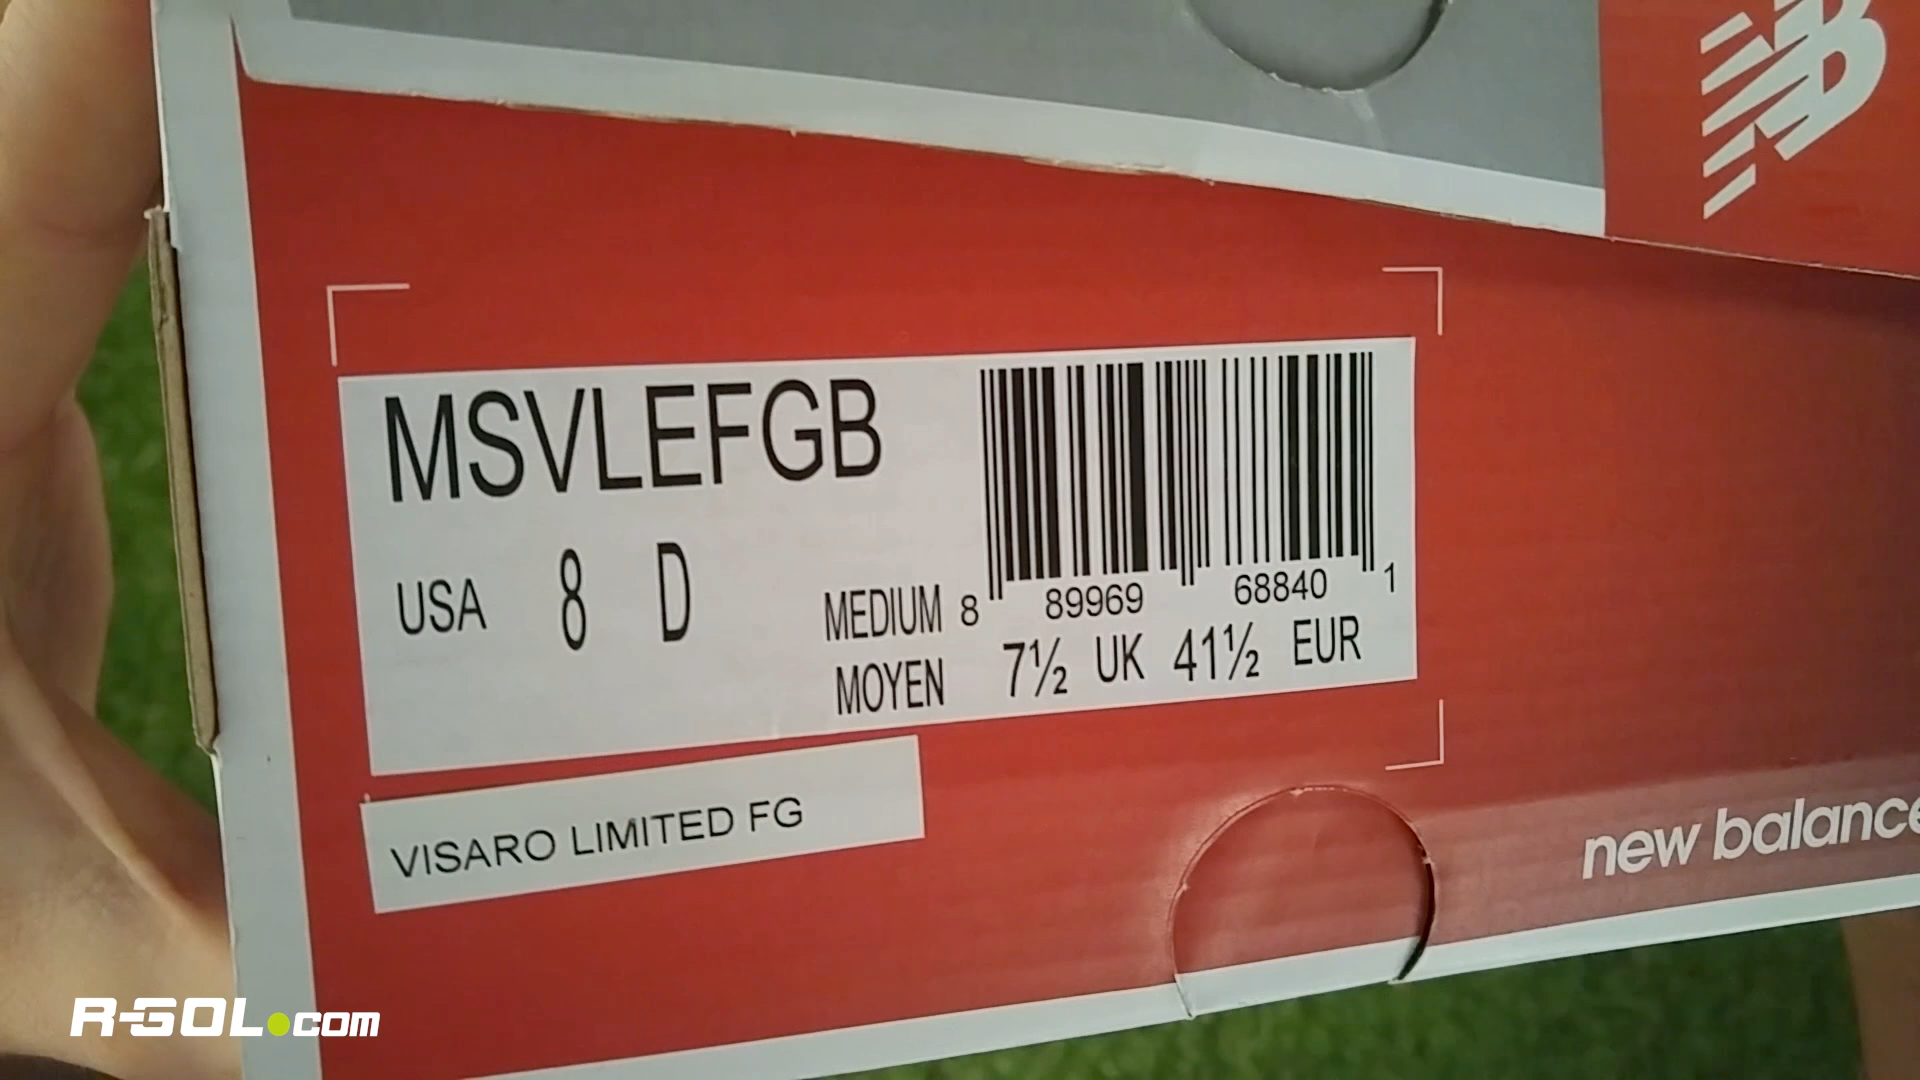 NB
MSVLEFGB
USA 8 D
MEDIUM
MOYEN
8 89969 68840 1
7½ UK 41½ EUR
VISARO LIMITED FG
new balance
R-GOL.com